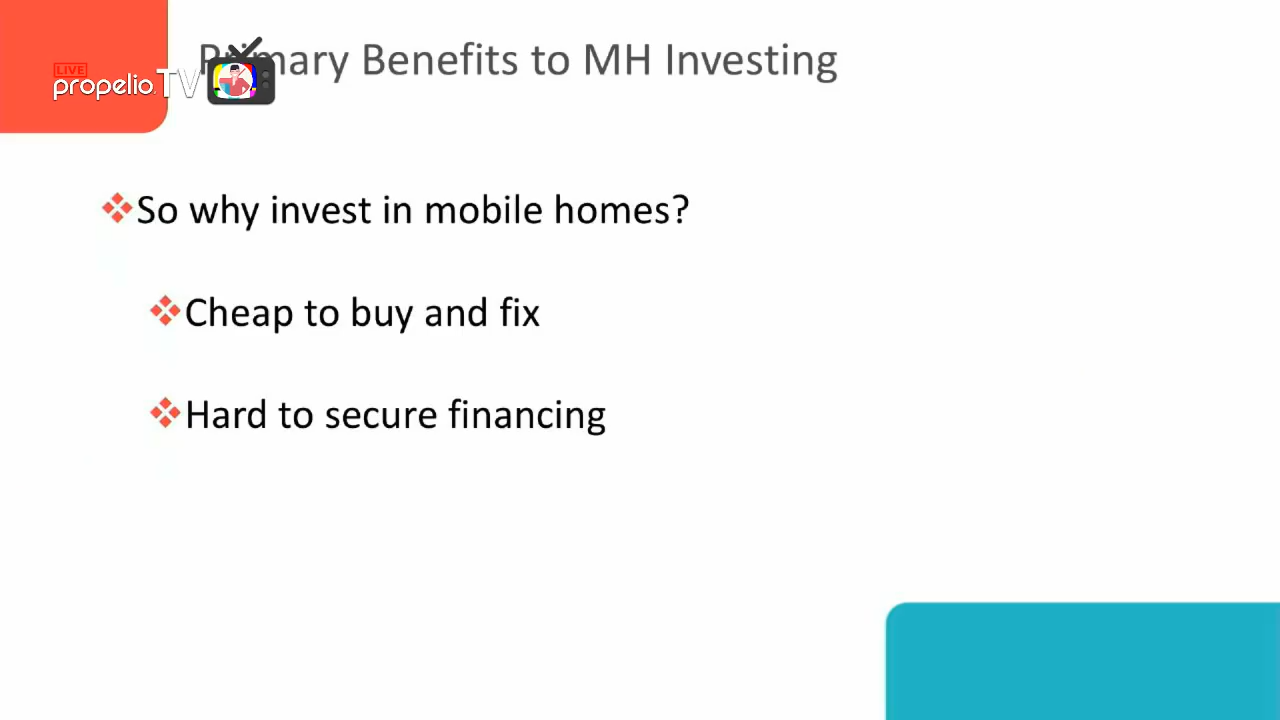 Primary Benefits to MH Investing
LIVE
propelio.TV
So why invest in mobile homes?
Cheap to buy and fix
Hard to secure financing